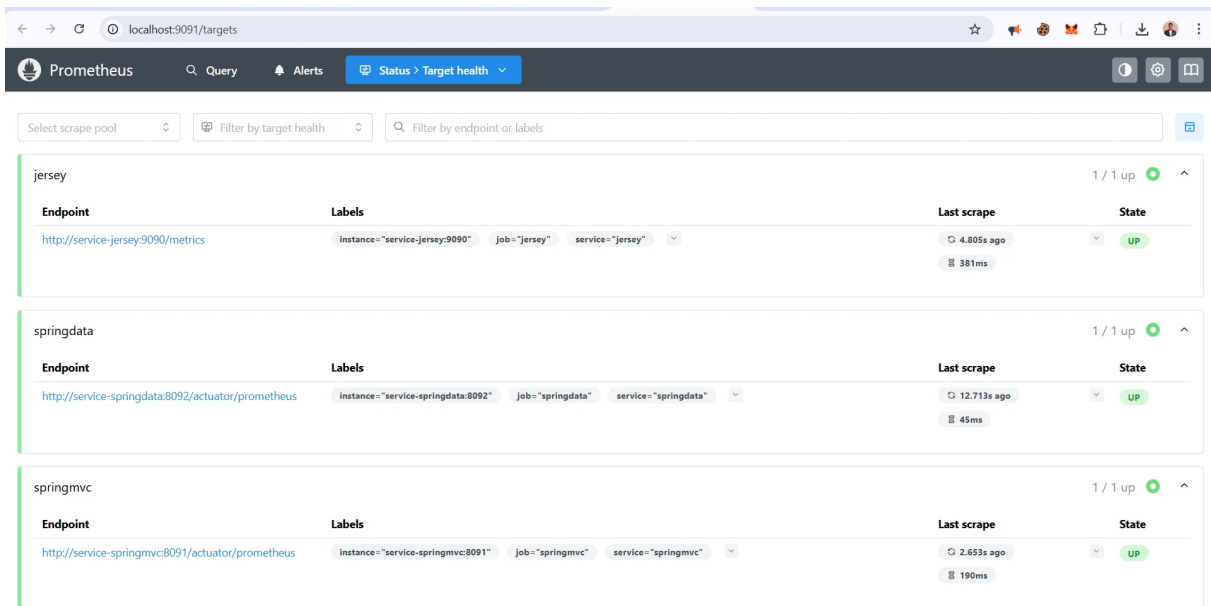 localhost:9091/targets
Prometheus Query Alerts Status > Target health
Select scrape pool Filter by target health Filter by endpoint or labels
jersey 1 / 1 up
Endpoint Labels Last scrape State
http://service-jersey:9090/metrics instance="service-jersey:9090" job="jersey" service="jersey" 4.805s ago UP
381ms
springdata 1 / 1 up
Endpoint Labels Last scrape State
http://service-springdata:8092/actuator/prometheus instance="service-springdata:8092" job="springdata" service="springdata" 12.713s ago UP
45ms
springmvc 1 / 1 up
Endpoint Labels Last scrape State
http://service-springmvc:8091/actuator/prometheus instance="service-springmvc:8091" job="springmvc" service="springmvc" 2.653s ago UP
190ms